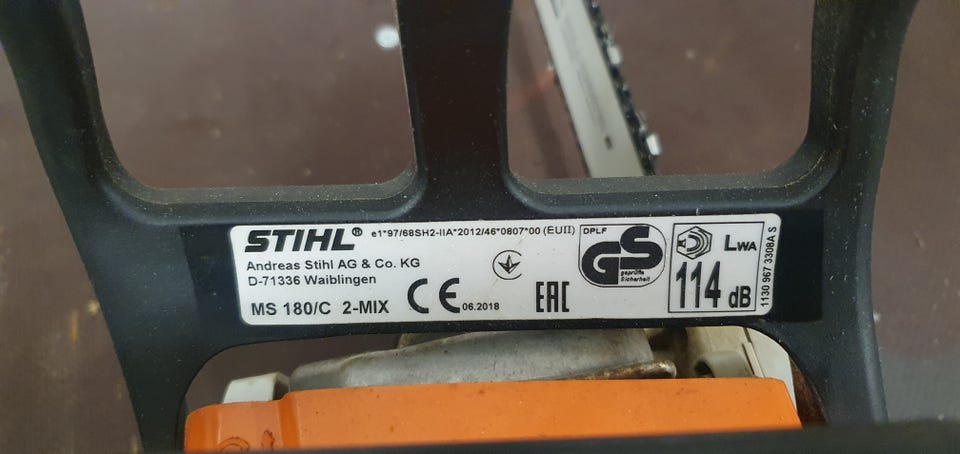 STIHL® e1*97/68SH2-IIA*2012/46*0807*00 (EUII)
Andreas Stihl AG & Co. KG
D-71336 Waiblingen
MS 180/C 2-MIX CE 06.2018
EAC
DPLF
GS
geprüfte
Sicherheit
LWA
114 dB
1130 967 3308A S